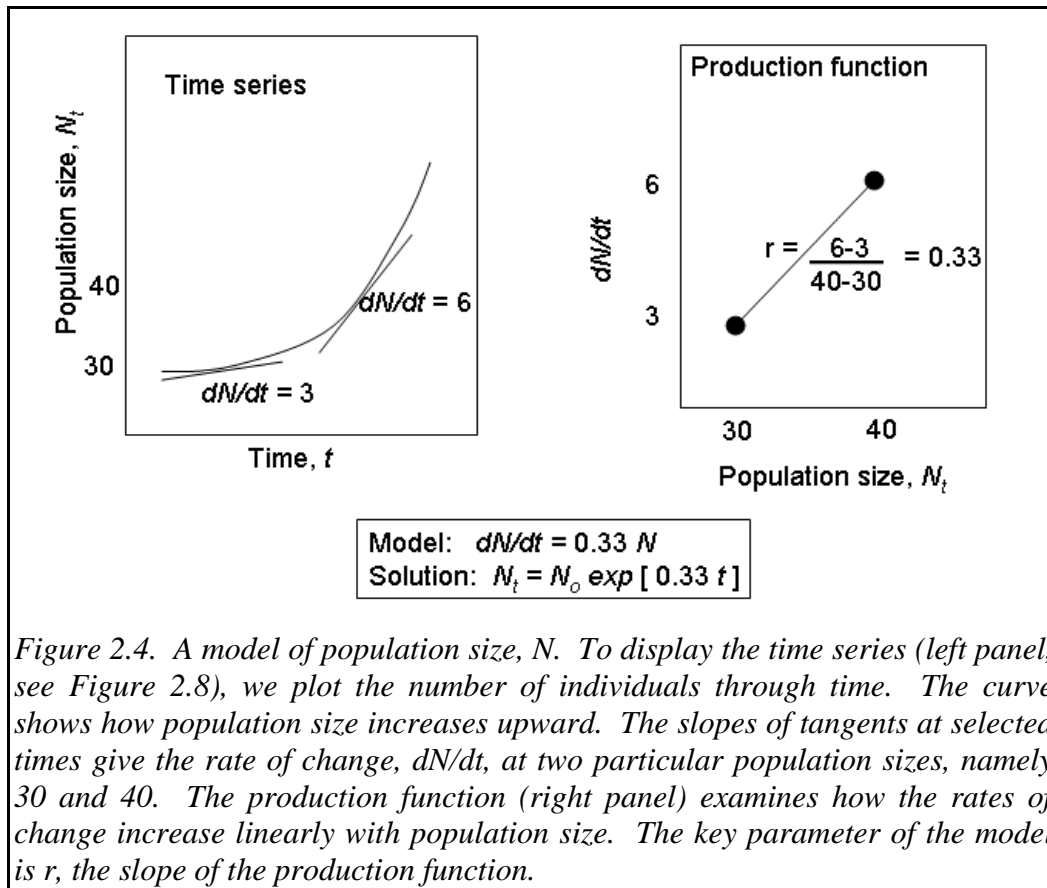 Time series
Population size, Nt
40
30
dN/dt = 6
dN/dt = 3
Time, t
Production function
dN/dt
6
3
r = 6-3 / 40-30 = 0.33
30 40
Population size, Nt
Model: dN/dt = 0.33 N
Solution: Nt = No exp [ 0.33 t ]
Figure 2.4. A model of population size, N. To display the time series (left panel,
see Figure 2.8), we plot the number of individuals through time. The curve
shows how population size increases upward. The slopes of tangents at selected
times give the rate of change, dN/dt, at two particular population sizes, namely
30 and 40. The production function (right panel) examines how the rates of
change increase linearly with population size. The key parameter of the model
is r, the slope of the production function.